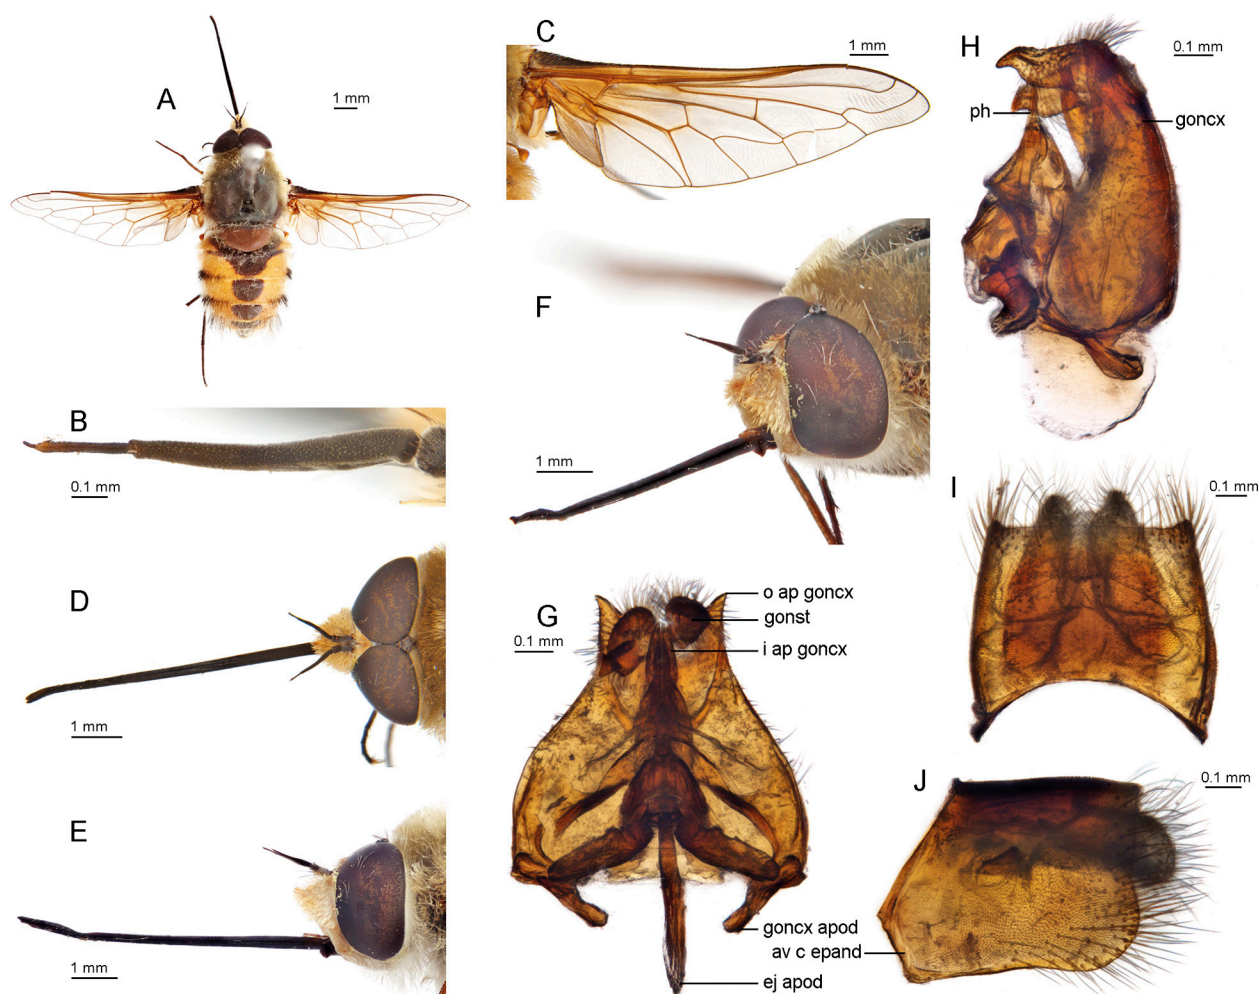 A
1 mm
B
0.1 mm
D
1 mm
E
1 mm
C
1 mm
F
1 mm
G
0.1 mm
o ap goncx
gonst
i ap goncx
goncx apod
av c epand
ej apod
H
0.1 mm
ph
goncx
I
0.1 mm
J
0.1 mm